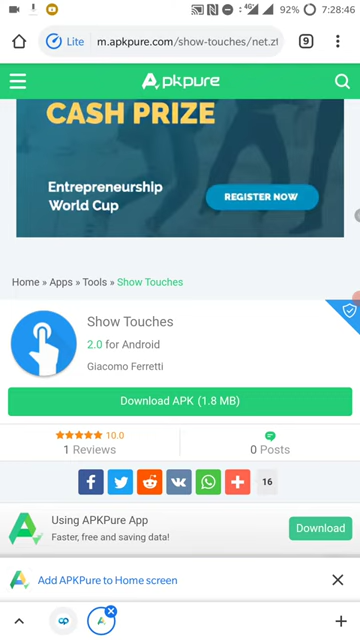 4G
92%
7:28:46
Lite
m.apkpure.com/show-touches/net.zt
9
Apkpure
CASH PRIZE
Entrepreneurship
World Cup
REGISTER NOW
Home » Apps » Tools » Show Touches
Show Touches
2.0 for Android
Giacomo Ferretti
Download APK (1.8 MB)
10.0
1 Reviews
0 Posts
16
Using APKPure App
Faster, free and saving data!
Download
Add APKPure to Home screen